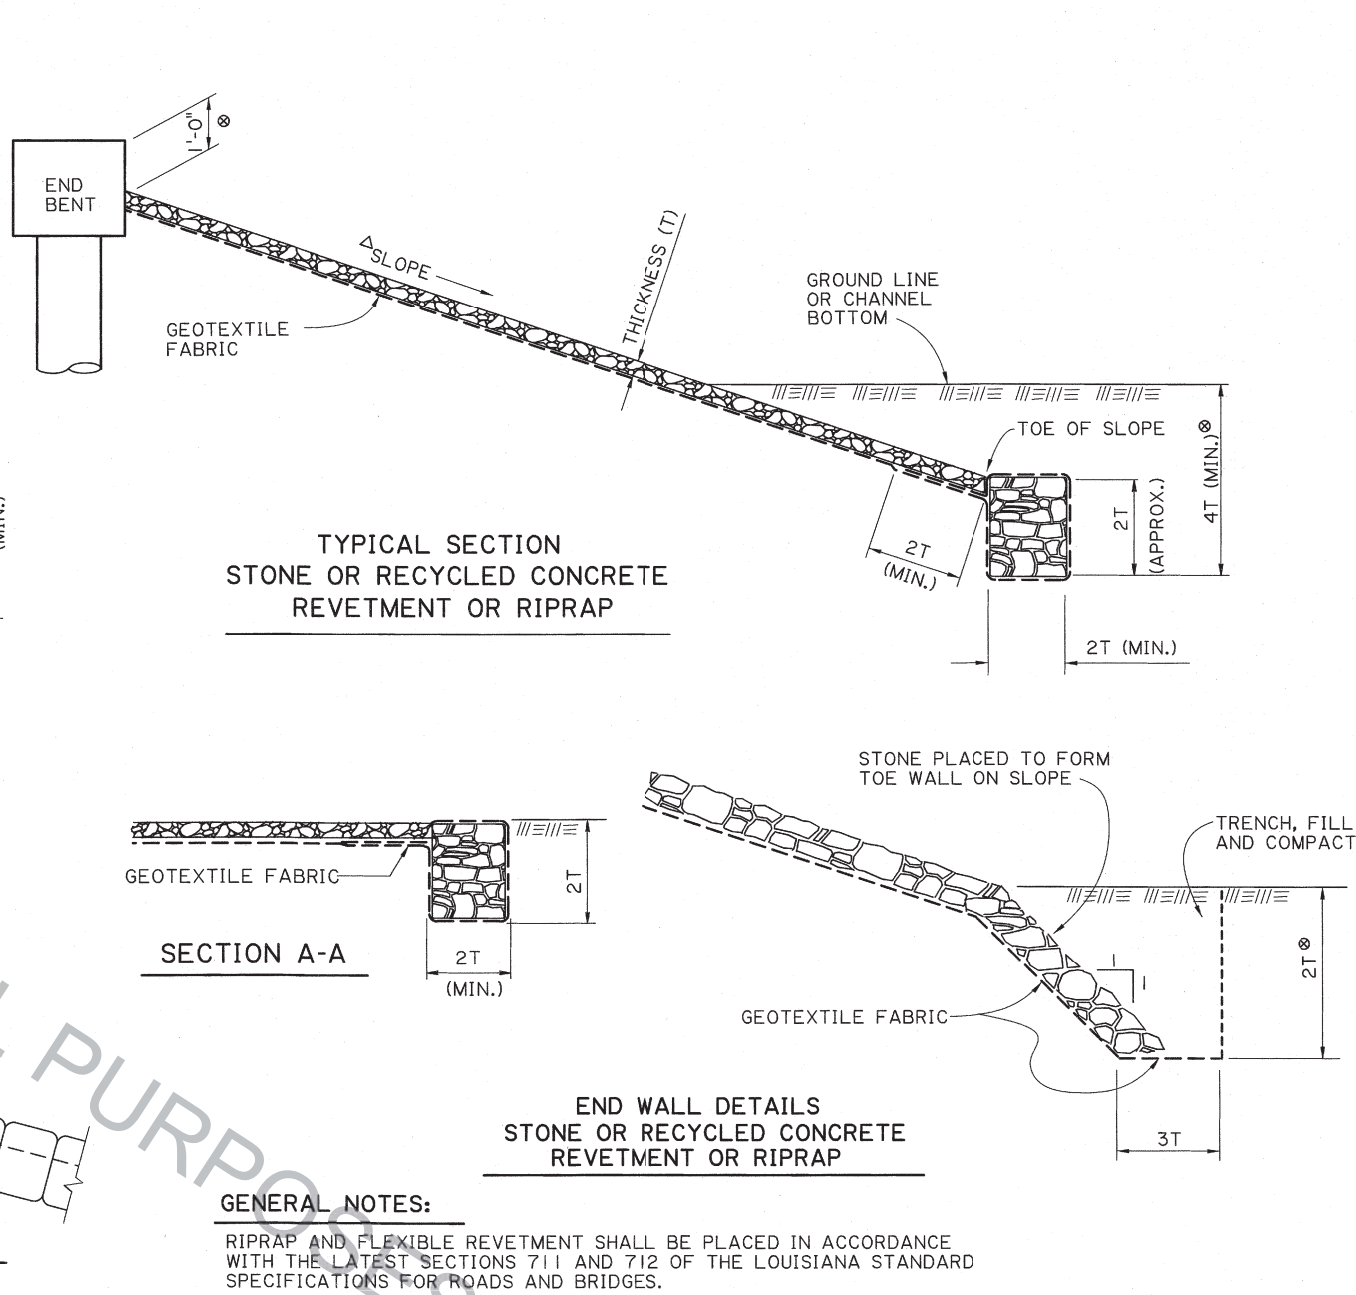 1'-0" ⊗
END
BENT
Δ SLOPE
THICKNESS (T)
GEOTEXTILE
FABRIC
GROUND LINE
OR CHANNEL
BOTTOM
TOE OF SLOPE
4T (MIN.)⊗
2T
(APPROX.)
2T
(MIN.)
2T (MIN.)
(MIN.)
TYPICAL SECTION
STONE OR RECYCLED CONCRETE
REVETMENT OR RIPRAP
STONE PLACED TO FORM
TOE WALL ON SLOPE
TRENCH, FILL
AND COMPACT
GEOTEXTILE FABRIC
2T
2T
(MIN.)
SECTION A-A
1
1
2T⊗
GEOTEXTILE FABRIC
3T
END WALL DETAILS
STONE OR RECYCLED CONCRETE
REVETMENT OR RIPRAP
PURPOSES
GENERAL NOTES:
RIPRAP AND FLEXIBLE REVETMENT SHALL BE PLACED IN ACCORDANCE
WITH THE LATEST SECTIONS 711 AND 712 OF THE LOUISIANA STANDARD
SPECIFICATIONS FOR ROADS AND BRIDGES.